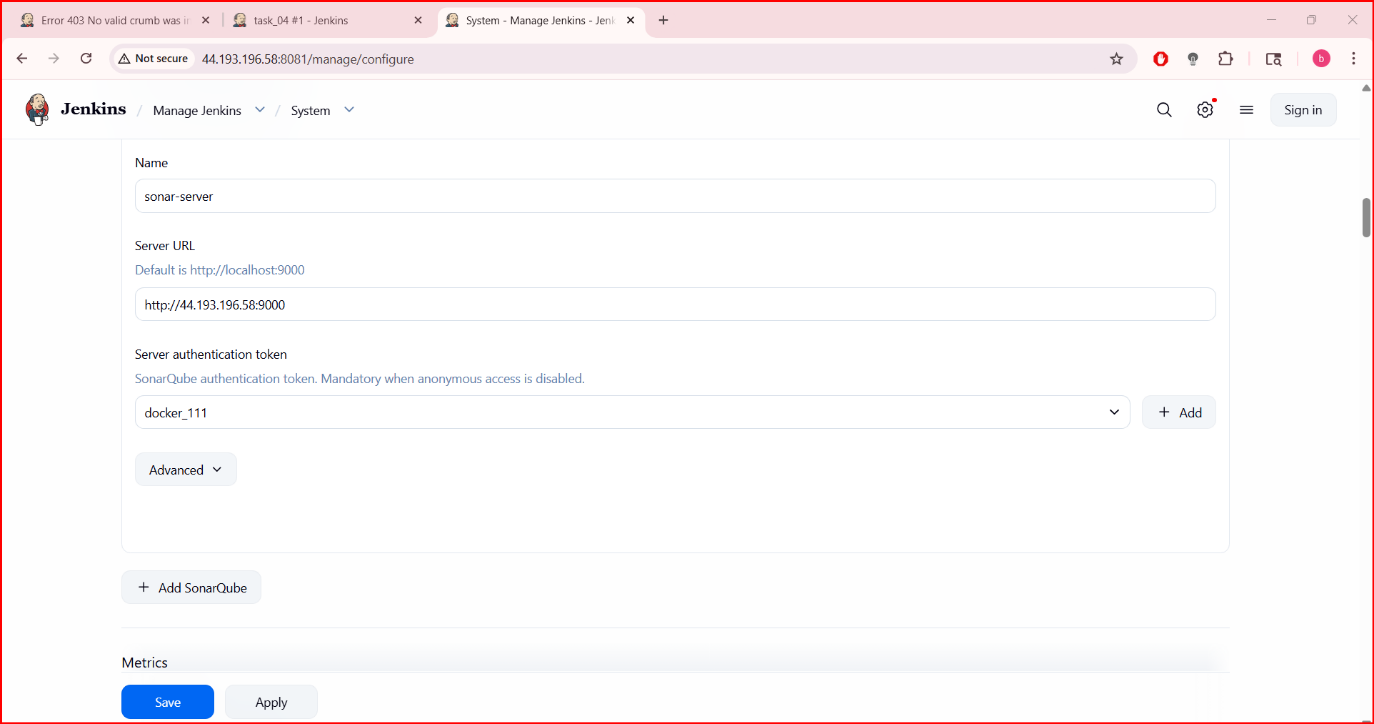 Error 403 No valid crumb was in
task_04 #1 - Jenkins
System - Manage Jenkins - Jenk
Not secure
44.193.196.58:8081/manage/configure
b
Jenkins / Manage Jenkins / System
Sign in
Name
sonar-server
Server URL
Default is http://localhost:9000
http://44.193.196.58:9000
Server authentication token
SonarQube authentication token. Mandatory when anonymous access is disabled.
docker_111
+ Add
Advanced
+ Add SonarQube
Metrics
Save
Apply